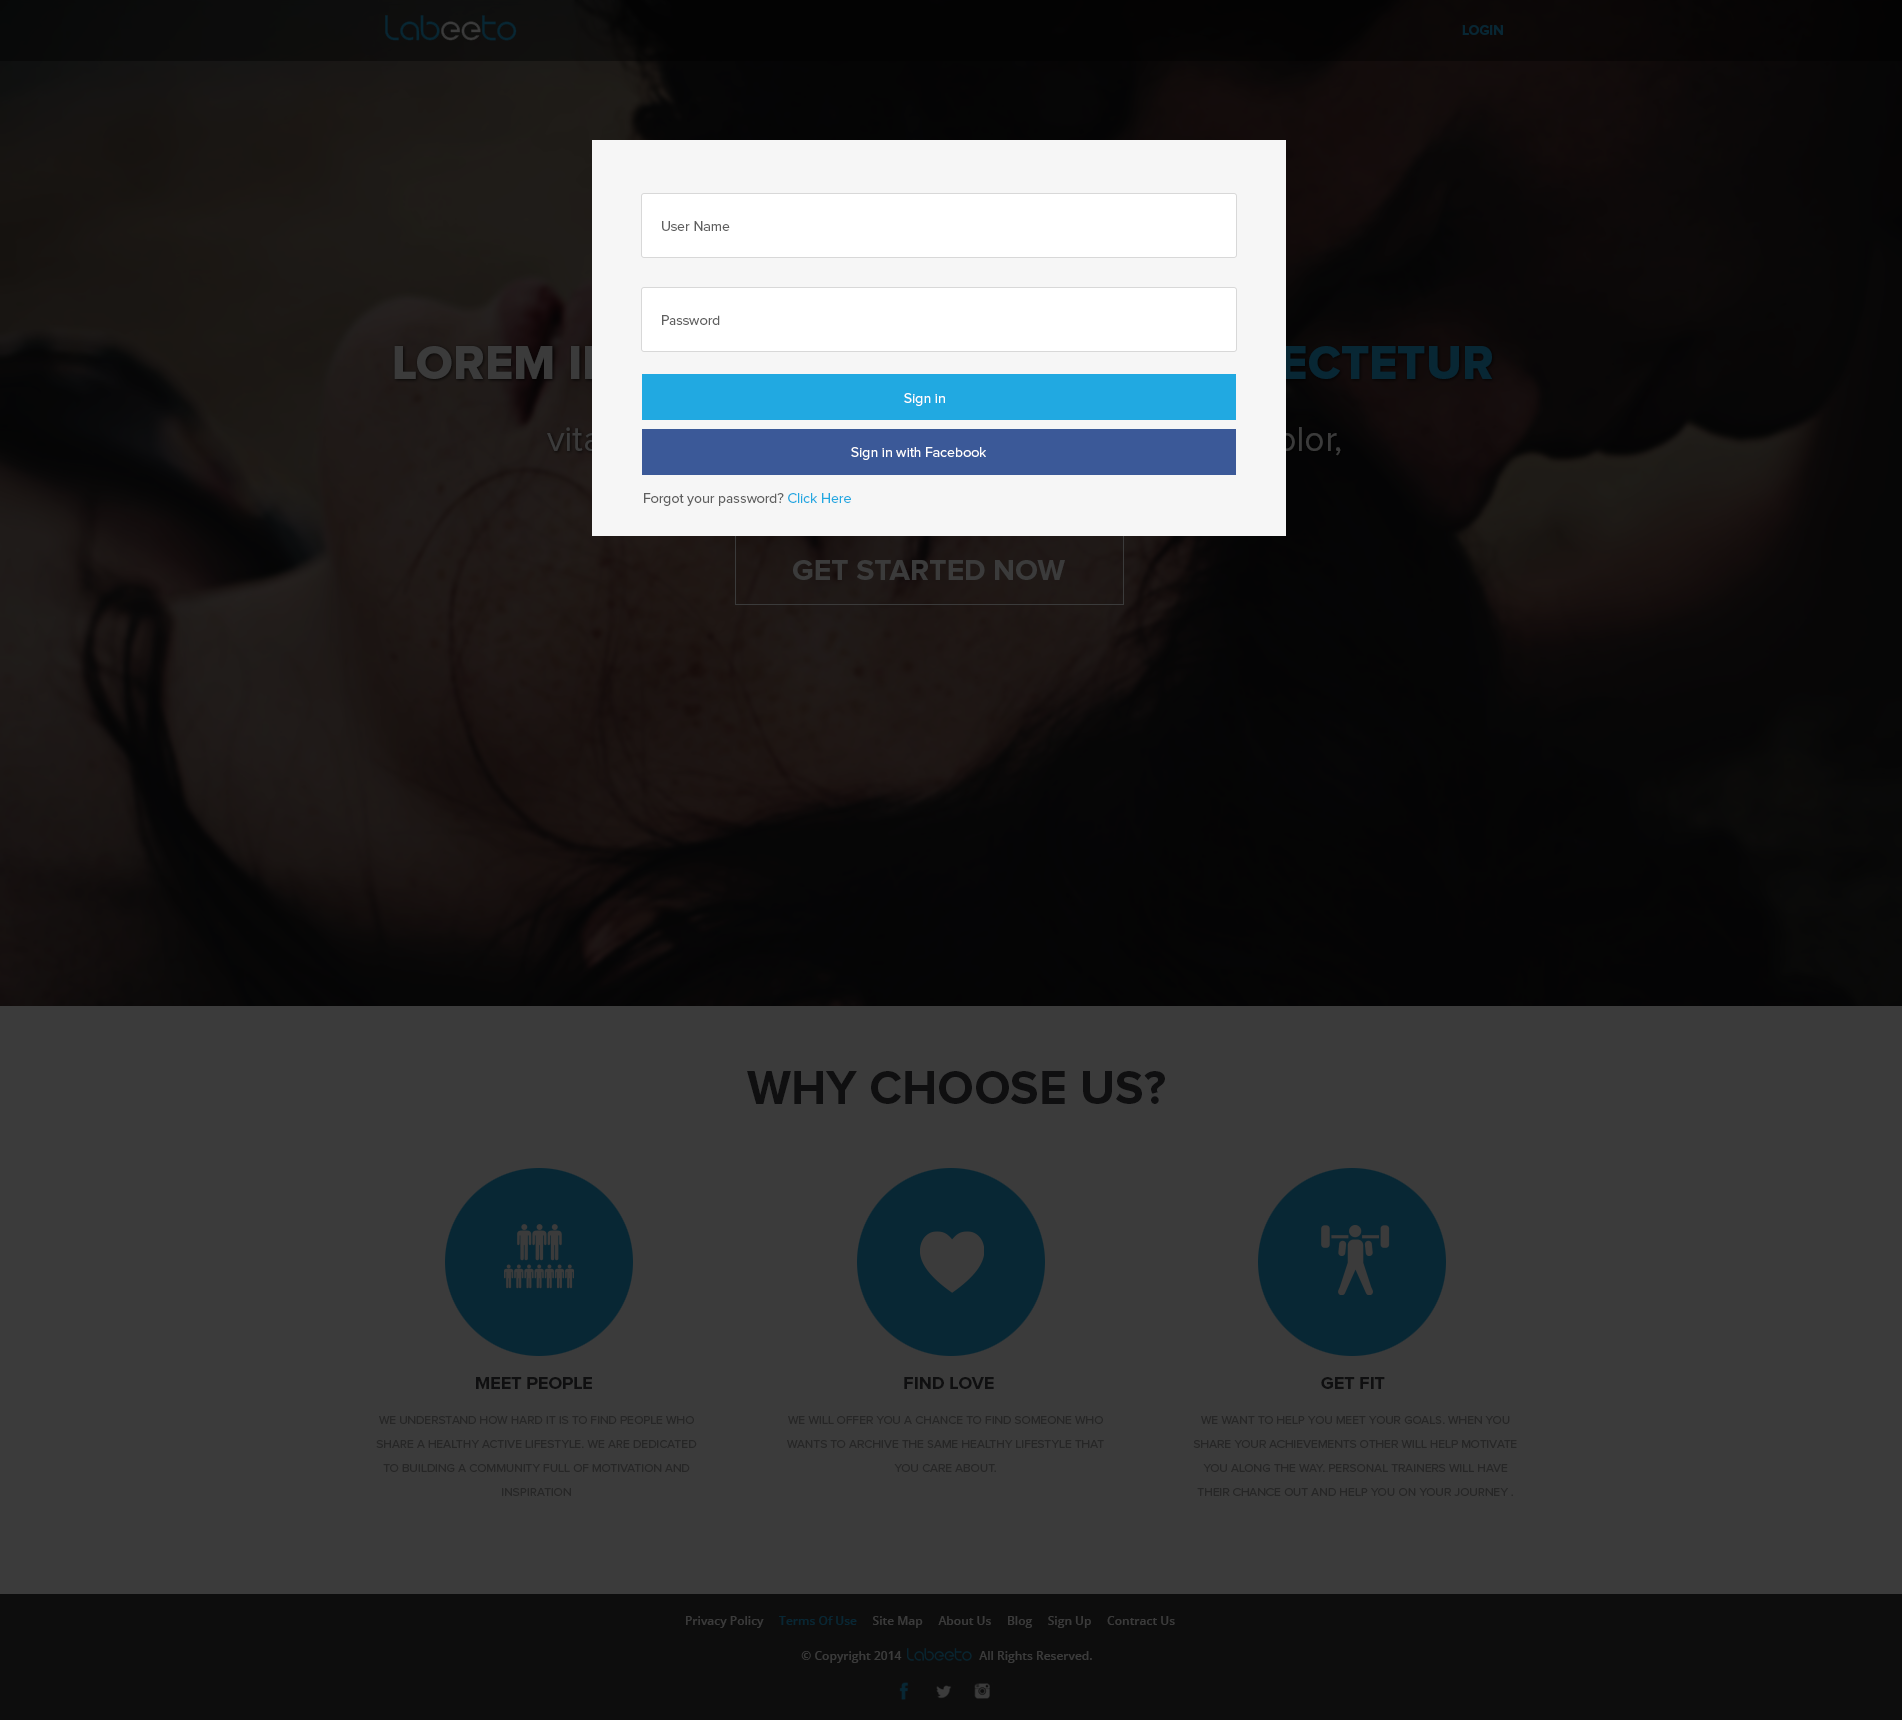 Labeeto
LOGIN
User Name
Password
LOREM
ECTETUR
Sign in
Sign in with Facebook
Forgot your password? Click Here
GET STARTED NOW
WHY CHOOSE US?
MEET PEOPLE
WE UNDERSTAND HOW HARD IT IS TO FIND PEOPLE WHO
SHARE A HEALTHY ACTIVE LIFESTYLE. WE ARE DEDICATED
TO BUILDING A COMMUNITY FULL OF MOTIVATION AND
INSPIRATION
FIND LOVE
WE WILL OFFER YOU A CHANCE TO FIND SOMEONE WHO
WANTS TO ARCHIVE THE SAME HEALTHY LIFESTYLE THAT
YOU CARE ABOUT.
GET FIT
WE WANT TO HELP YOU MEET YOUR GOALS. WHEN YOU
SHARE YOUR ACHIEVEMENTS OTHER WILL HELP MOTIVATE
YOU ALONG THE WAY. PERSONAL TRAINERS WILL HAVE
THEIR CHANCE OUT AND HELP YOU ON YOUR JOURNEY .
Privacy Policy Terms Of Use Site Map About Us Blog Sign Up Contract Us
© Copyright 2014 Labeeto All Rights Reserved.